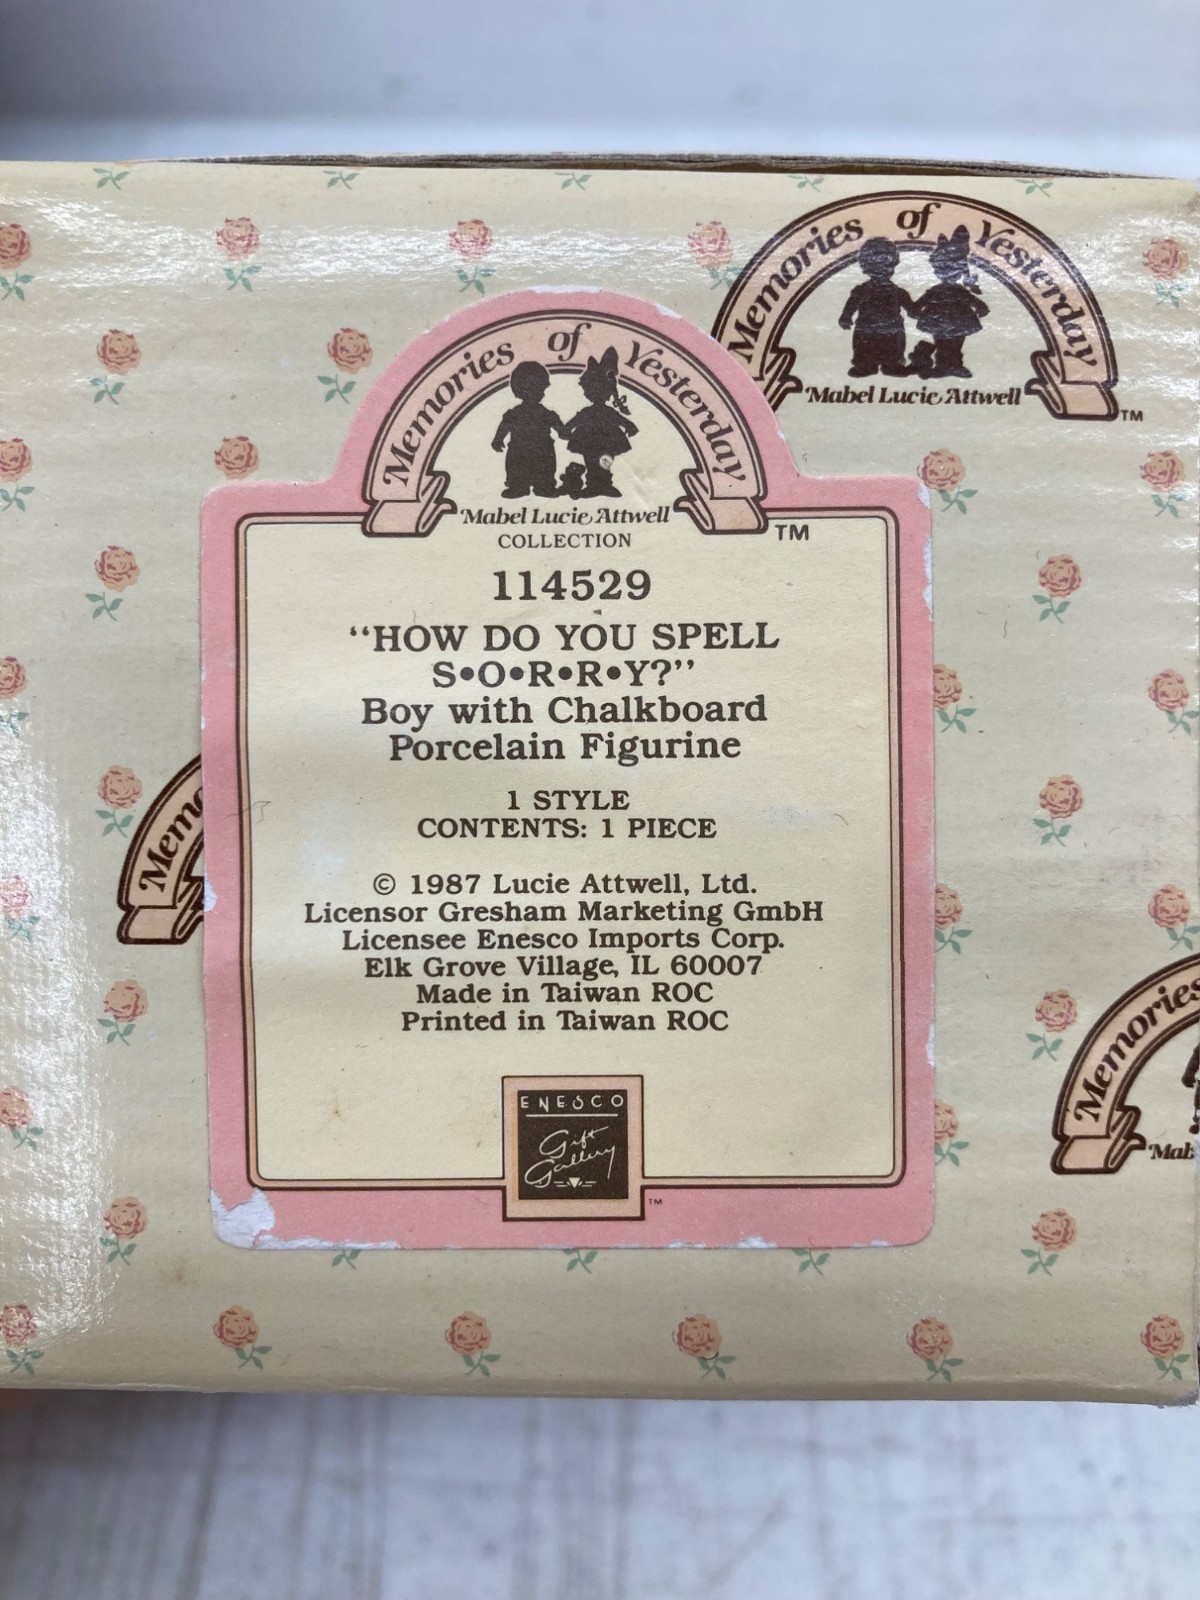 Memories of Yesterday
Mabel Lucie Attwell
TM
Memories of Yesterday
Mabel Lucie Attwell
TM
COLLECTION
114529
“HOW DO YOU SPELL
S•O•R•R•Y?”
Boy with Chalkboard
Porcelain Figurine
1 STYLE
CONTENTS: 1 PIECE
© 1987 Lucie Attwell, Ltd.
Licensor Gresham Marketing GmbH
Licensee Enesco Imports Corp.
Elk Grove Village, IL 60007
Made in Taiwan ROC
Printed in Taiwan ROC
ENESCO
Gift
Gallery
TM
Memo
Memories
Mab